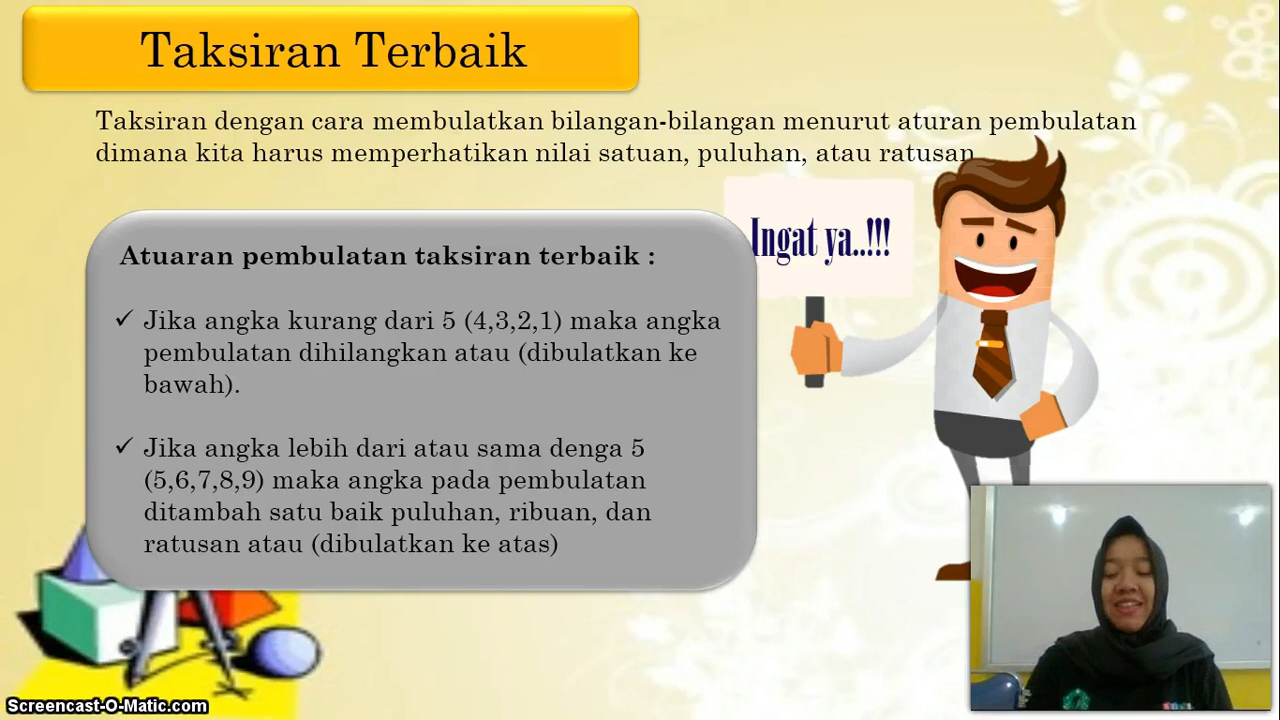 Taksiran Terbaik
Taksiran dengan cara membulatkan bilangan-bilangan menurut aturan pembulatan
dimana kita harus memperhatikan nilai satuan, puluhan, atau ratusan
Ingat ya..!!!
Atuaran pembulatan taksiran terbaik :
✓ Jika angka kurang dari 5 (4,3,2,1) maka angka
pembulatan dihilangkan atau (dibulatkan ke
bawah).
✓ Jika angka lebih dari atau sama denga 5
(5,6,7,8,9) maka angka pada pembulatan
ditambah satu baik puluhan, ribuan, dan
ratusan atau (dibulatkan ke atas)
Screencast-O-Matic.com